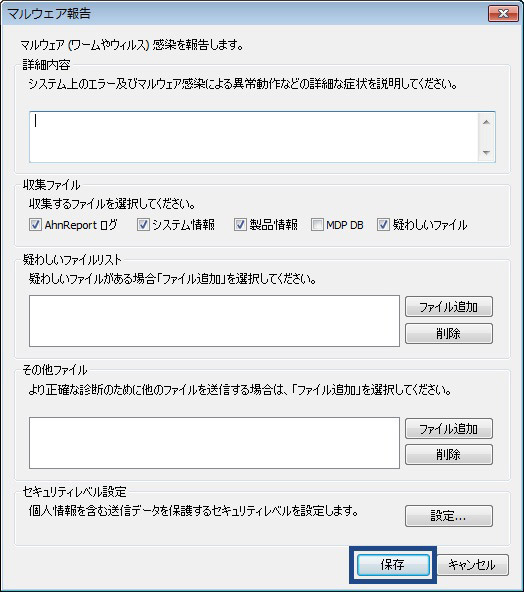 マルウェア報告
マルウェア (ワームやウィルス) 感染を報告します。
詳細内容
システム上のエラー及びマルウェア感染による異常動作などの詳細な症状を説明してください。
収集ファイル
収集するファイルを選択してください。
AhnReport ログ システム情報 製品情報 MDP DB 疑わしいファイル
疑わしいファイルリスト
疑わしいファイルがある場合「ファイル追加」を選択してください。
ファイル追加
削除
その他ファイル
より正確な診断のために他のファイルを送信する場合は、「ファイル追加」を選択してください。
ファイル追加
削除
セキュリティレベル設定
個人情報を含む送信データを保護するセキュリティレベルを設定します。
設定...
保存 キャンセル